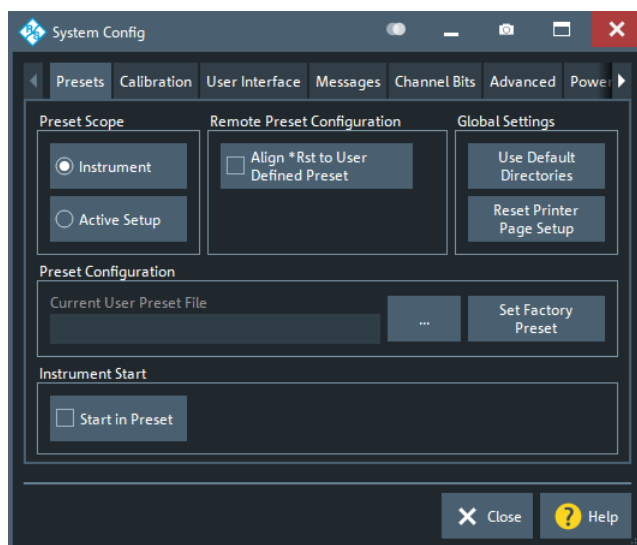 System Config
Presets Calibration User Interface Messages Channel Bits Advanced Power
Preset Scope
Instrument
Active Setup
Remote Preset Configuration
Align *Rst to User
Defined Preset
Global Settings
Use Default
Directories
Reset Printer
Page Setup
Preset Configuration
Current User Preset File
...
Set Factory
Preset
Instrument Start
Start in Preset
Close
? Help